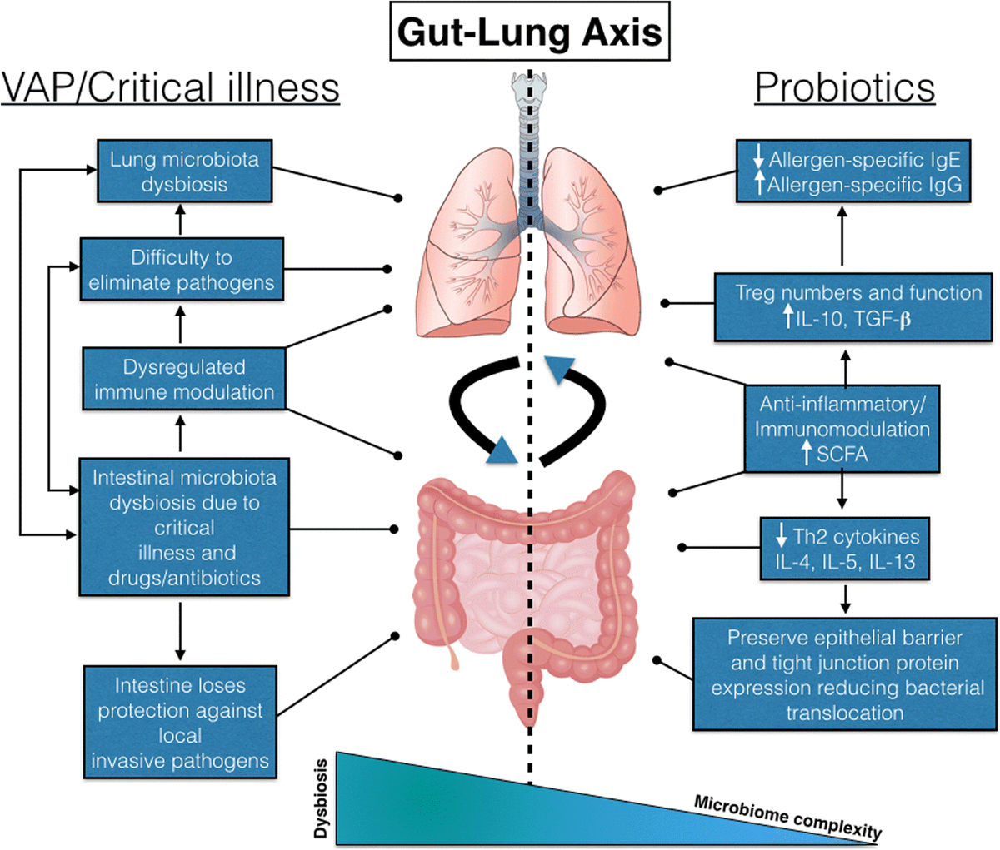 Gut-Lung Axis
VAP/Critical illness
Lung microbiota
dysbiosis
Difficulty to
eliminate pathogens
Dysregulated
immune modulation
Intestinal microbiota
dysbiosis due to
critical
illness and
drugs/antibiotics
Intestine loses
protection against
local
invasive pathogens
Probiotics
↓ Allergen-specific IgE
↑ Allergen-specific IgG
Treg numbers and function
↑ IL-10, TGF-β
Anti-inflammatory/
Immunomodulation
↑ SCFA
↓ Th2 cytokines
IL-4, IL-5, IL-13
Preserve epithelial barrier
and tight junction protein
expression reducing bacterial
translocation
Dysbiosis
Microbiome complexity